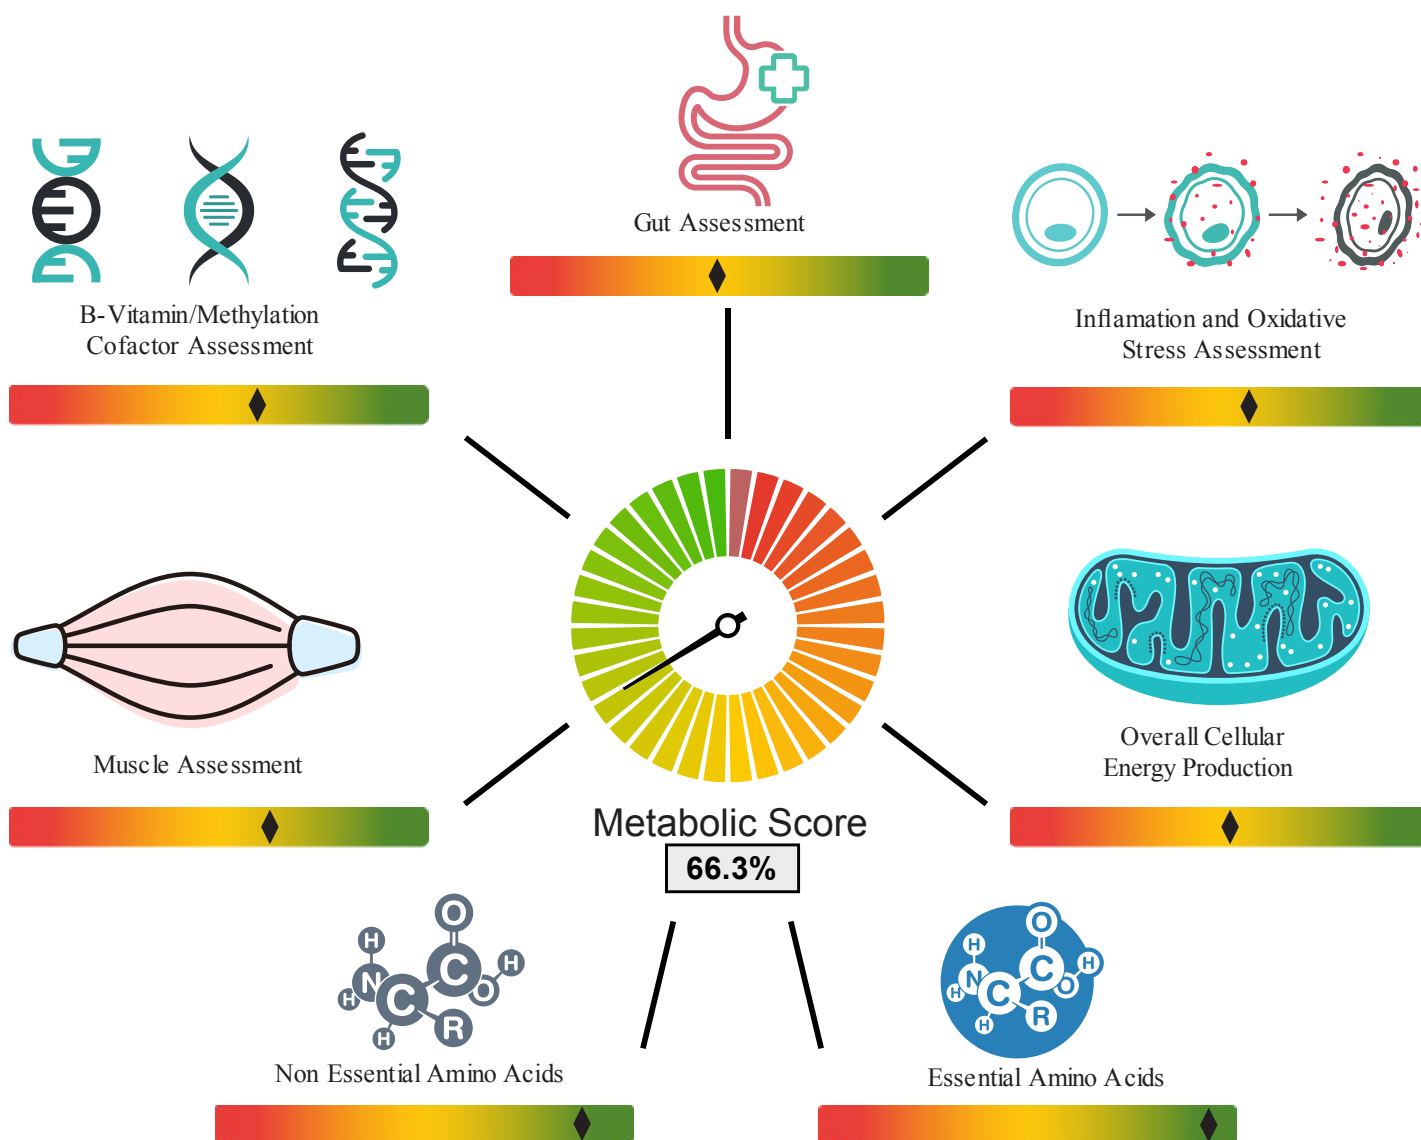 Gut Assessment
B-Vitamin/Methylation
Cofactor Assessment
Inflamation and Oxidative
Stress Assessment
Muscle Assessment
Overall Cellular
Energy Production
Metabolic Score
66.3%
O
H
N
C
C
H
H
O
R
H
Non Essential Amino Acids
O
H
N
C
C
H
H
O
R
H
Essential Amino Acids